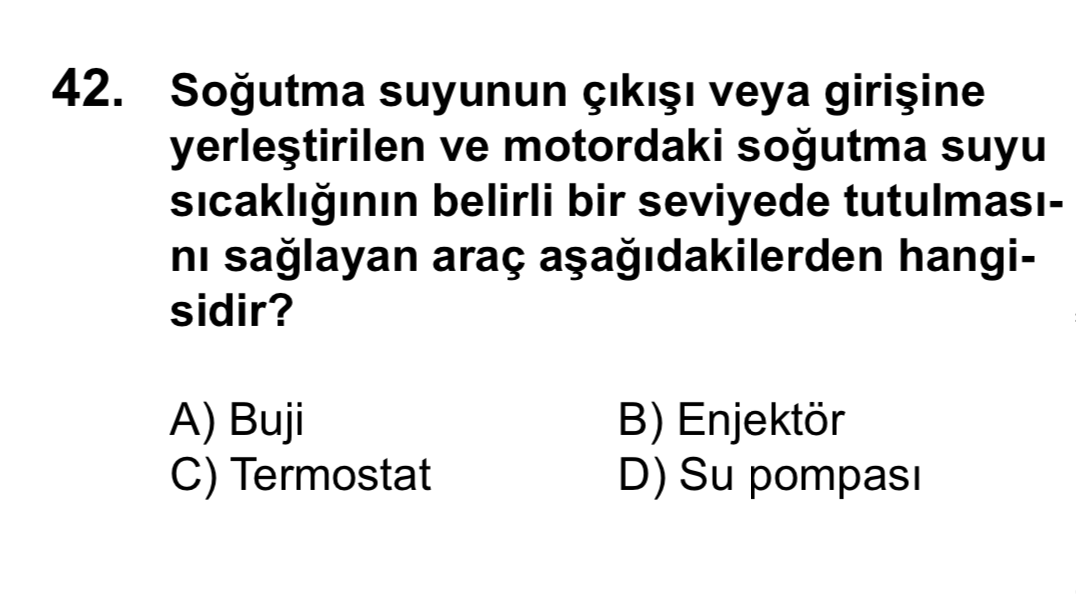 42. Soğutma suyunun çıkışı veya girişine
yerleştirilen ve motordaki soğutma suyu
sıcaklığının belirli bir seviyede tutulması-
nı sağlayan araç aşağıdakilerden hangi-
sidir?
A) Buji B) Enjektör
C) Termostat D) Su pompası